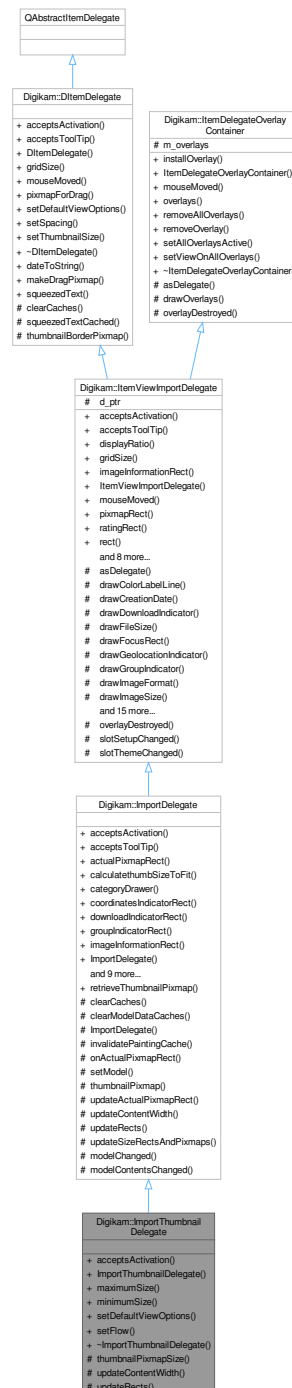 QAbstractItemDelegate
Digikam::DItemDelegate
+ acceptsActivation()
+ acceptsToolTip()
+ DItemDelegate()
+ gridSize()
+ mouseMoved()
+ pixmapForDrag()
+ setDefaultViewOptions()
+ setSpacing()
+ setThumbnailSize()
+ ~DItemDelegate()
+ dateToString()
+ makeDragPixmap()
+ squeezedText()
# clearCaches()
# squeezedTextCached()
# thumbnailBorderPixmap()
Digikam::ItemDelegateOverlay
Container
# m_overlays
+ installOverlay()
+ ItemDelegateOverlayContainer()
+ mouseMoved()
+ overlays()
+ removeAllOverlays()
+ removeOverlay()
+ setAllOverlaysActive()
+ setViewOnAllOverlays()
+ ~ItemDelegateOverlayContainer
# asDelegate()
# drawOverlays()
# overlayDestroyed()
Digikam::ItemViewImportDelegate
# d_ptr
+ acceptsActivation()
+ acceptsToolTip()
+ displayRatio()
+ gridSize()
+ imageInformationRect()
+ ItemViewImportDelegate()
+ mouseMoved()
+ pixmapRect()
+ ratingRect()
+ rect()
and 8 more...
# asDelegate()
# drawColorLabelLine()
# drawCreationDate()
# drawDownloadIndicator()
# drawFileSize()
# drawFocusRect()
# drawGeolocationIndicator()
# drawGroupIndicator()
# drawImageFormat()
# drawImageSize()
and 15 more...
# overlayDestroyed()
# slotSetupChanged()
# slotThemeChanged()
Digikam::ImportDelegate
+ acceptsActivation()
+ acceptsToolTip()
+ actualPixmapRect()
+ calculatethumbSizeToFit()
+ categoryDrawer()
+ coordinatesIndicatorRect()
+ downloadIndicatorRect()
+ groupIndicatorRect()
+ imageInformationRect()
+ ImportDelegate()
and 9 more...
+ retrieveThumbnailPixmap()
# clearCaches()
# clearModelDataCaches()
# ImportDelegate()
# invalidatePaintingCache()
# onActualPixmapRect()
# setModel()
# thumbnailPixmap()
# updateActualPixmapRect()
# updateContentWidth()
# updateRects()
# updateSizeRectsAndPixmaps()
# modelChanged()
# modelContentsChanged()
Digikam::ImportThumbnail
Delegate
+ acceptsActivation()
+ ImportThumbnailDelegate()
+ maximumSize()
+ minimumSize()
+ setDefaultViewOptions()
+ setFlow()
+ ~ImportThumbnailDelegate()
# thumbnailPixmapSize()
# updateContentWidth()
# updateRects()